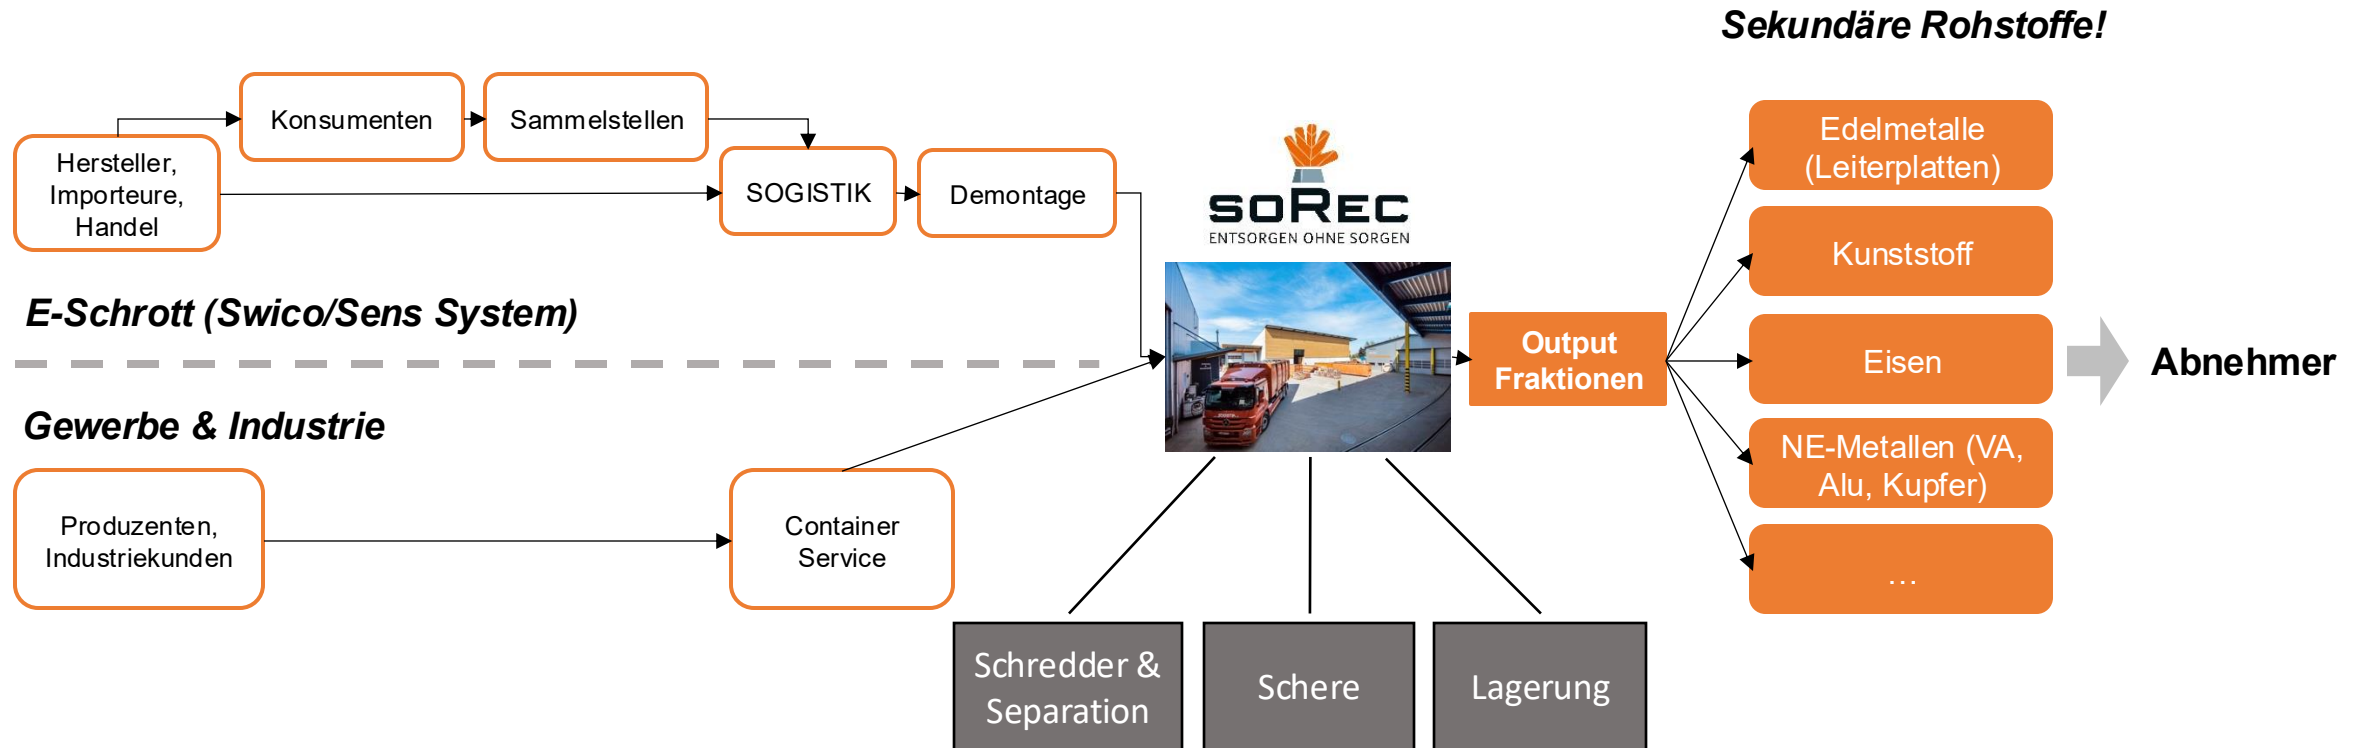 Sekundäre Rohstoffe!
Konsumenten
Sammelstellen
Hersteller,
Importeure,
Handel
SOGISTIK
Demontage
SOREC
ENTSORGEN OHNE SORGEN
E-Schrott (Swico/Sens System)
Gewerbe & Industrie
Produzenten,
Industriekunden
Container
Service
Schredder &
Separation
Schere
Lagerung
Output
Fraktionen
Edelmetalle
(Leiterplatten)
Kunststoff
Eisen
NE-Metallen (VA,
Alu, Kupfer)
...
Abnehmer